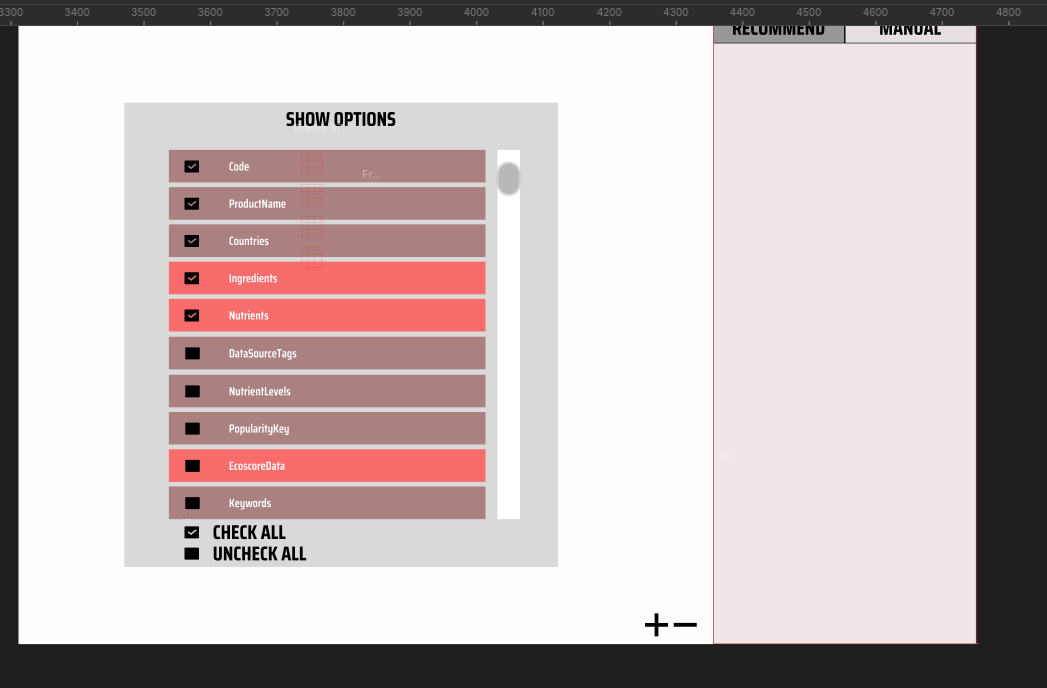 3300 3400 3500 3600 3700 3800 3900 4000 4100 4200 4300 4400 4500 4600 4700 4800
RECOMMEND MANUAL
SHOW OPTIONS
Code
Fr...
ProductName
Countries
Ingredients
Nutrients
DataSourceTags
NutrientLevels
PopularityKey
Fr...
EcoscoreData
Keywords
CHECK ALL
UNCHECK ALL
+ −